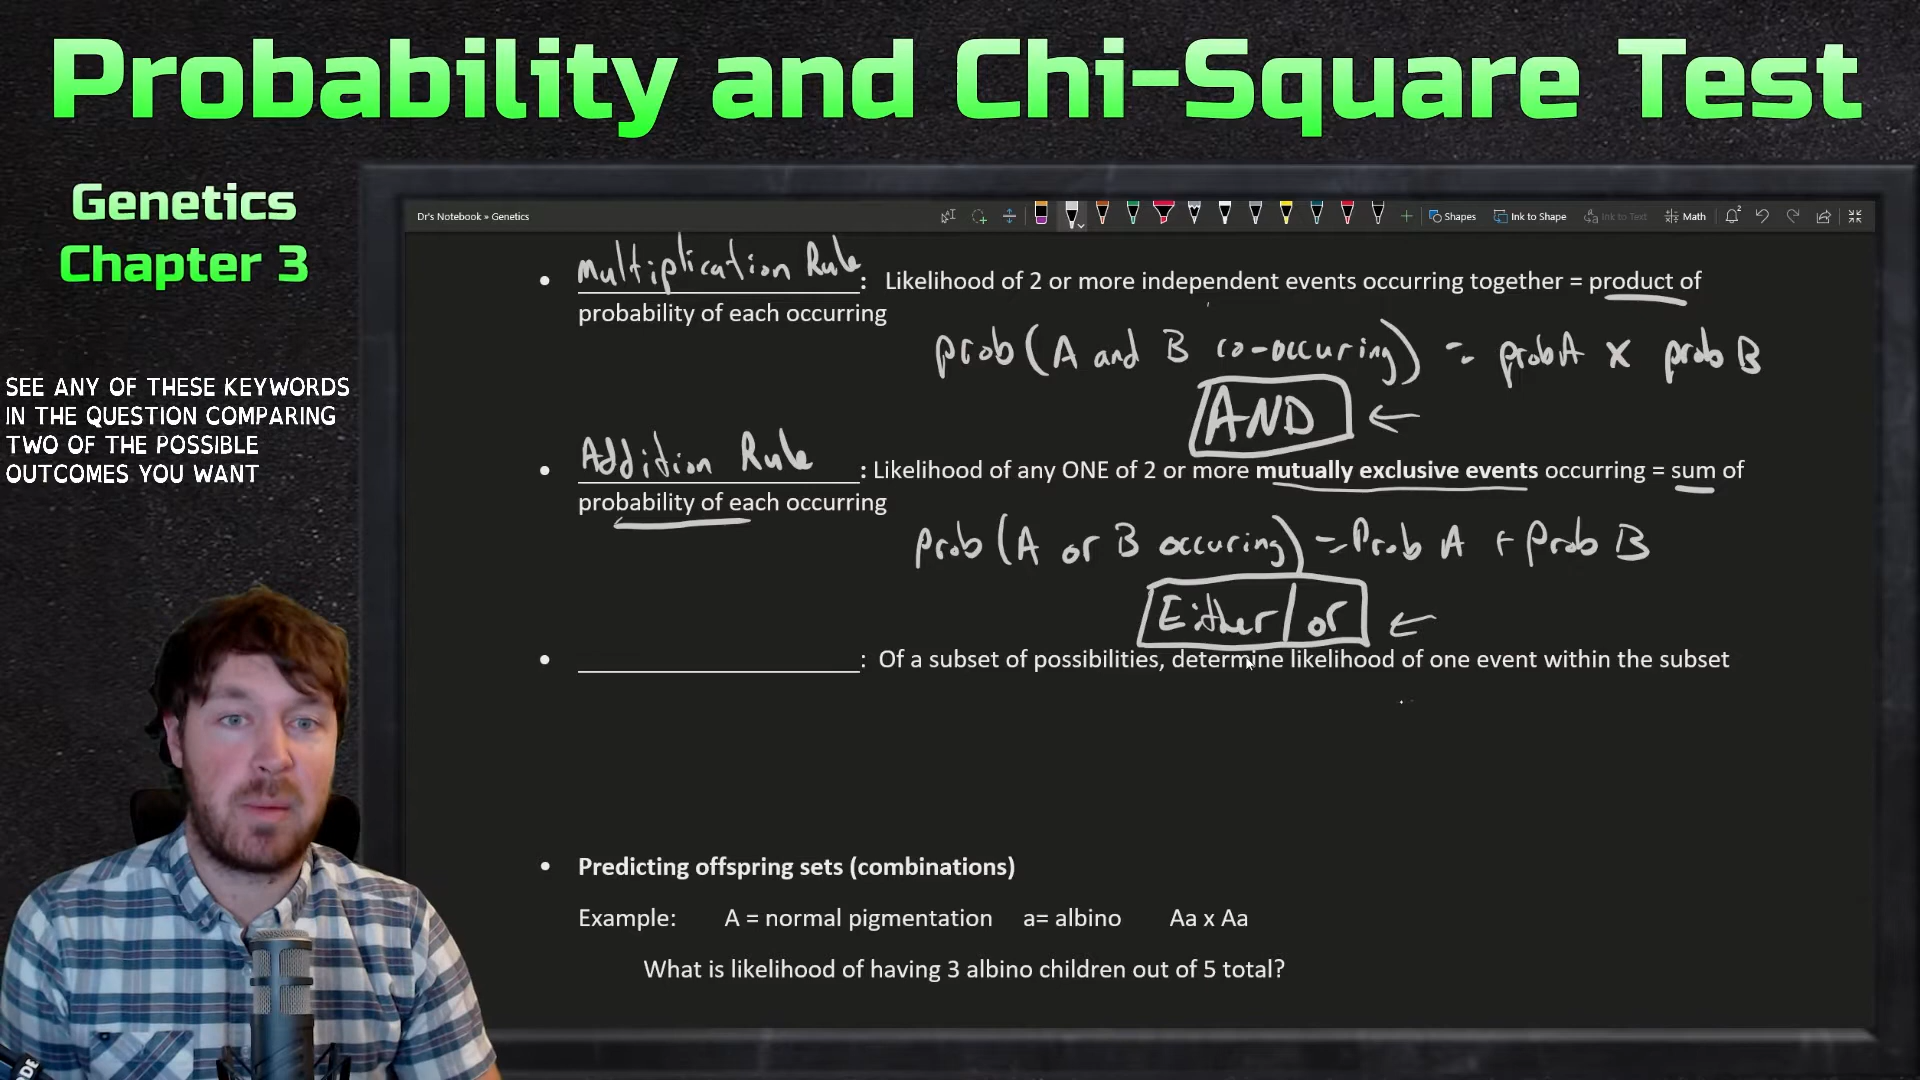 Probability and Chi-Square Test
Genetics
Chapter 3
SEE ANY OF THESE KEYWORDS
IN THE QUESTION COMPARING
TWO OF THE POSSIBLE
OUTCOMES YOU WANT
Dr's Notebook » Genetics
Shapes
Ink to Shape
Ink to Text
Math
• Multiplication Rule: Likelihood of 2 or more independent events occurring together = product of
probability of each occurring
prob (A and B co-occuring) = prob A x prob B
AND ←
• Addition Rule : Likelihood of any ONE of 2 or more mutually exclusive events occurring = sum of
probability of each occurring
prob (A or B occuring) = Prob A + Prob B
Either/or ←
• ____________________: Of a subset of possibilities, determine likelihood of one event within the subset
• Predicting offspring sets (combinations)
Example: A = normal pigmentation a= albino Aa x Aa
What is likelihood of having 3 albino children out of 5 total?